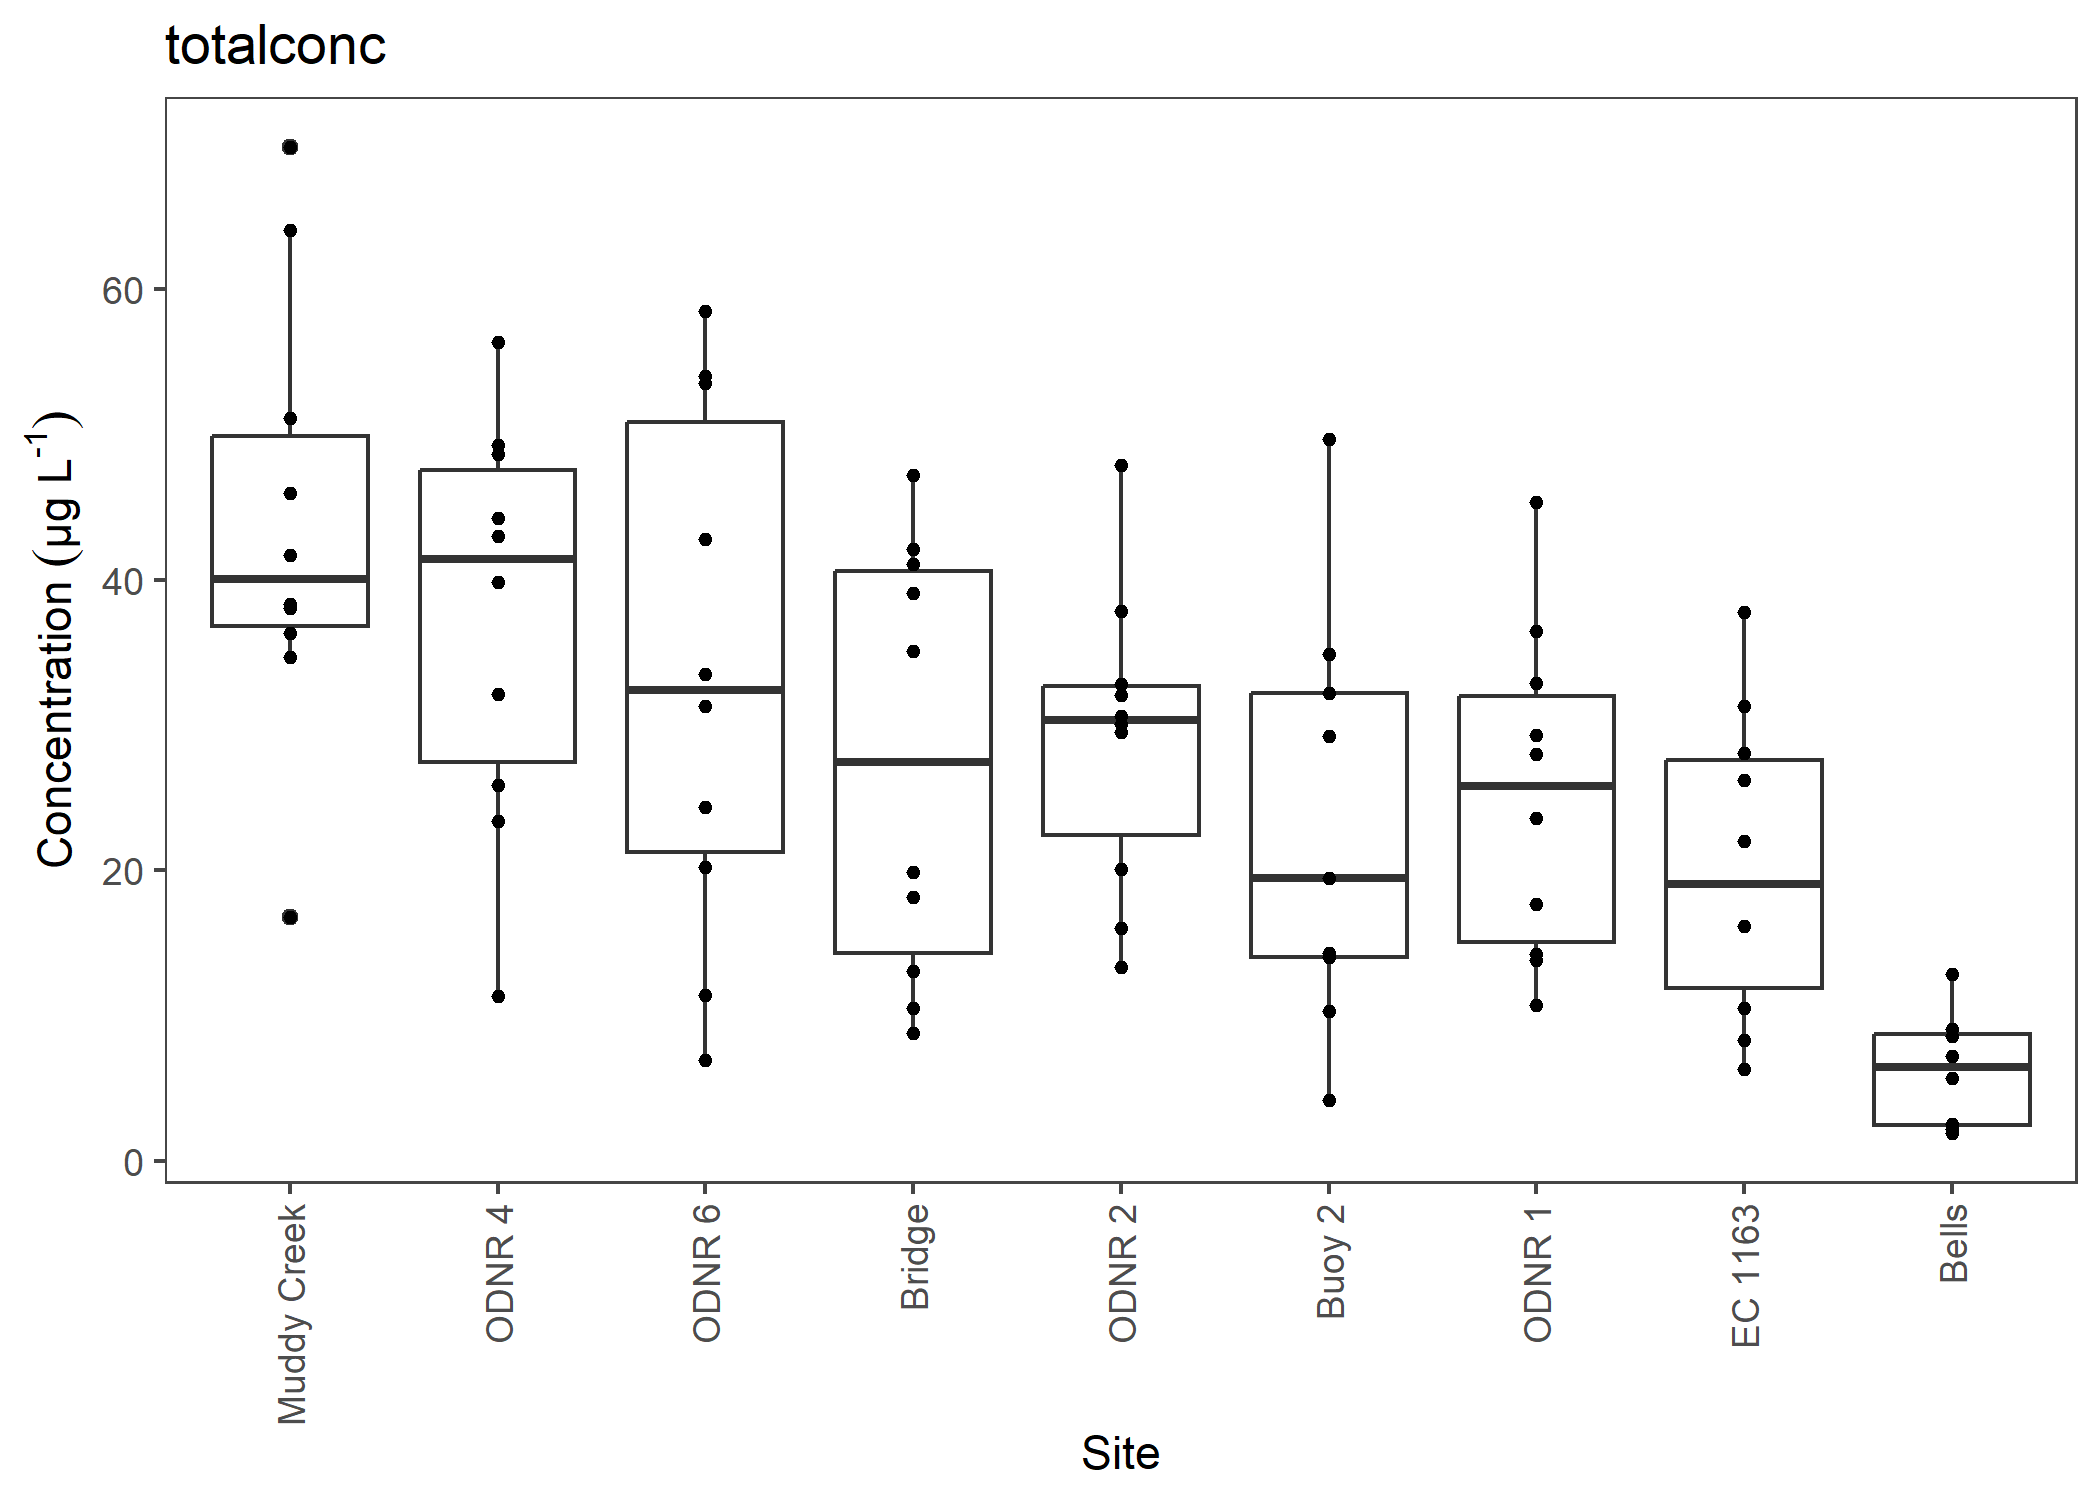 totalconc
Concentration (µg L⁻¹)
60
40
20
0
Muddy Creek
ODNR 4
ODNR 6
Bridge
ODNR 2
Buoy 2
ODNR 1
EC 1163
Bells
Site